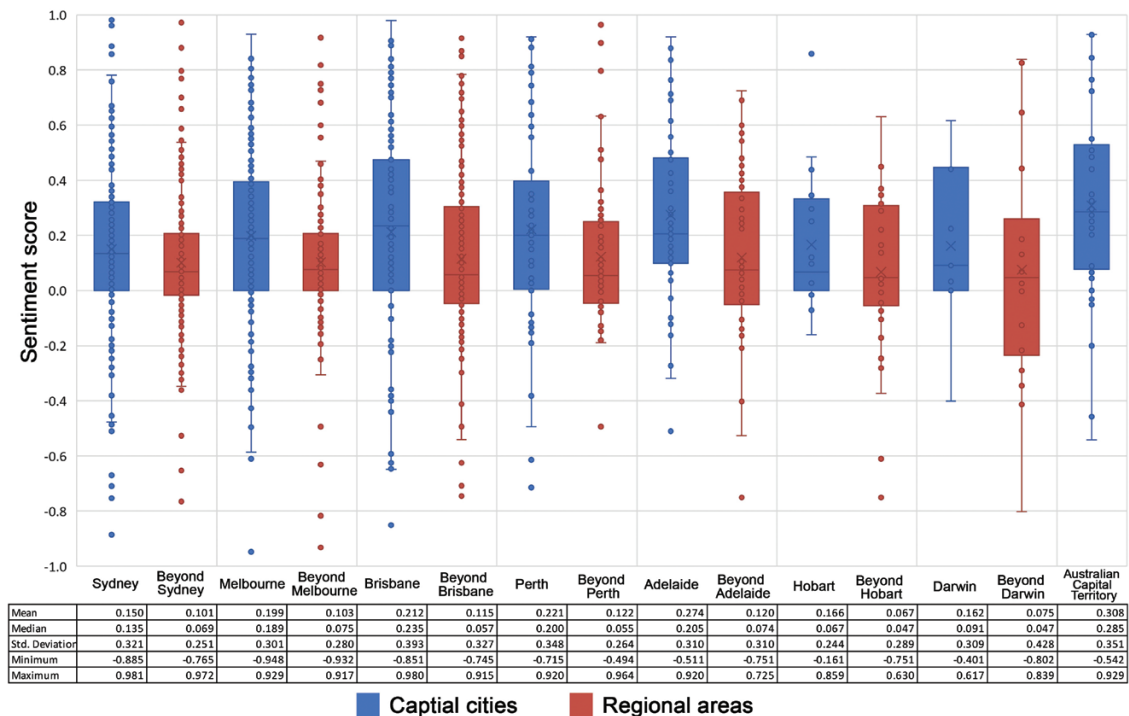 1.0
0.8
0.6
0.4
0.2
0.0
-0.2
-0.4
-0.6
-0.8
-1.0
Sentiment score
Sydney Beyond Sydney Melbourne Beyond Melbourne Brisbane Beyond Brisbane Perth Beyond Perth Adelaide Beyond Adelaide Hobart Beyond Hobart Darwin Beyond Darwin Australian Capital Territory
Mean 0.150 0.101 0.199 0.103 0.212 0.115 0.221 0.122 0.274 0.120 0.166 0.067 0.162 0.075 0.308
Median 0.135 0.069 0.189 0.075 0.235 0.057 0.200 0.055 0.205 0.074 0.067 0.047 0.091 0.047 0.285
Std. Deviation 0.321 0.251 0.301 0.280 0.393 0.327 0.348 0.264 0.310 0.310 0.244 0.289 0.309 0.428 0.351
Minimum -0.885 -0.765 -0.948 -0.932 -0.851 -0.745 -0.715 -0.494 -0.511 -0.751 -0.161 -0.751 -0.401 -0.802 -0.542
Maximum 0.981 0.972 0.929 0.917 0.980 0.915 0.920 0.964 0.920 0.725 0.859 0.630 0.617 0.839 0.929
Captial cities Regional areas